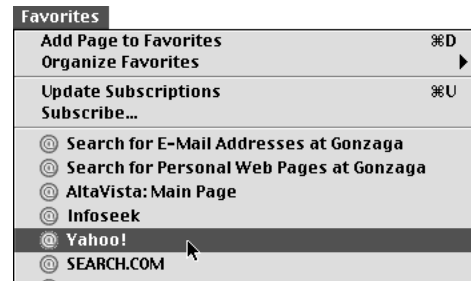 Favorites
Add Page to Favorites ⌘D
Organize Favorites
Update Subscriptions ⌘U
Subscribe...
Search for E-Mail Addresses at Gonzaga
Search for Personal Web Pages at Gonzaga
AltaVista: Main Page
Infoseek
Yahoo!
SEARCH.COM